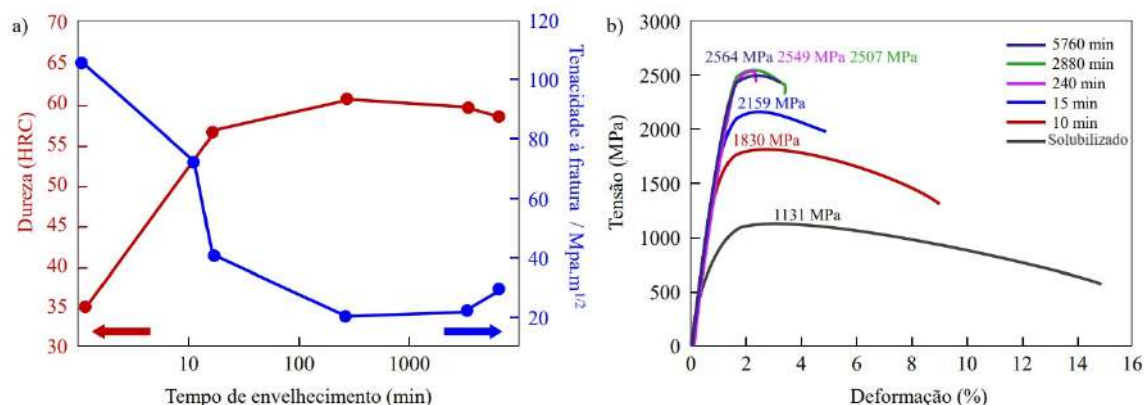 a)
70
65
60
55
50
45
40
35
30
Dureza (HRC)
120
100
80
60
40
20
Tenacidade à fratura / Mpa.m^1/2
10 100 1000
Tempo de envelhecimento (min)
b)
3000
2500
2000
1500
1000
500
0
Tensão (MPa)
2564 MPa 2549 MPa 2507 MPa
2159 MPa
1830 MPa
1131 MPa
5760 min
2880 min
240 min
15 min
10 min
Solubilizado
0 2 4 6 8 10 12 14 16
Deformação (%)